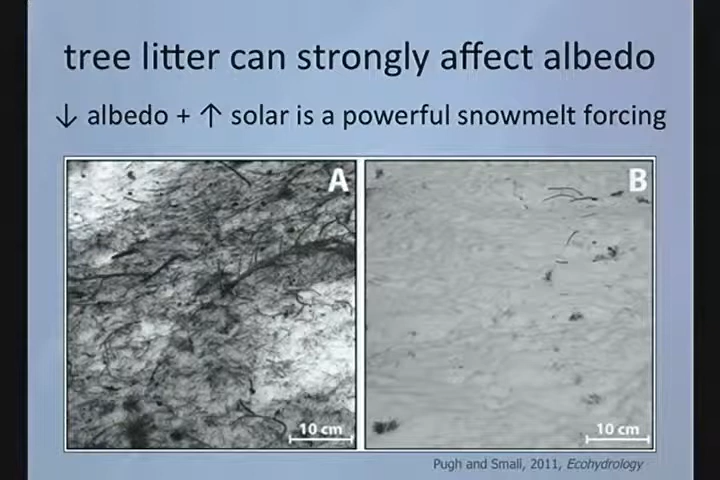 tree litter can strongly affect albedo
↓ albedo + ↑ solar is a powerful snowmelt forcing
A
B
10 cm
10 cm
Pugh and Small, 2011, Ecohydrology